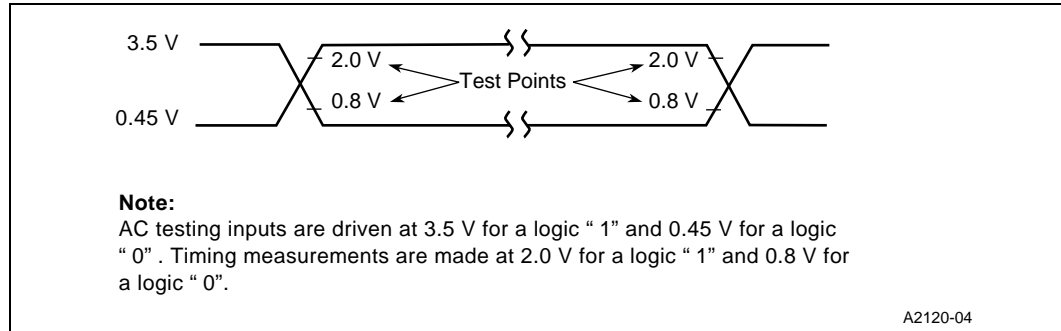 3.5 V
2.0 V
2.0 V
Test Points
0.8 V
0.8 V
0.45 V
Note:
AC testing inputs are driven at 3.5 V for a logic “ 1” and 0.45 V for a logic
“ 0” . Timing measurements are made at 2.0 V for a logic “ 1” and 0.8 V for
a logic “ 0”.
A2120-04